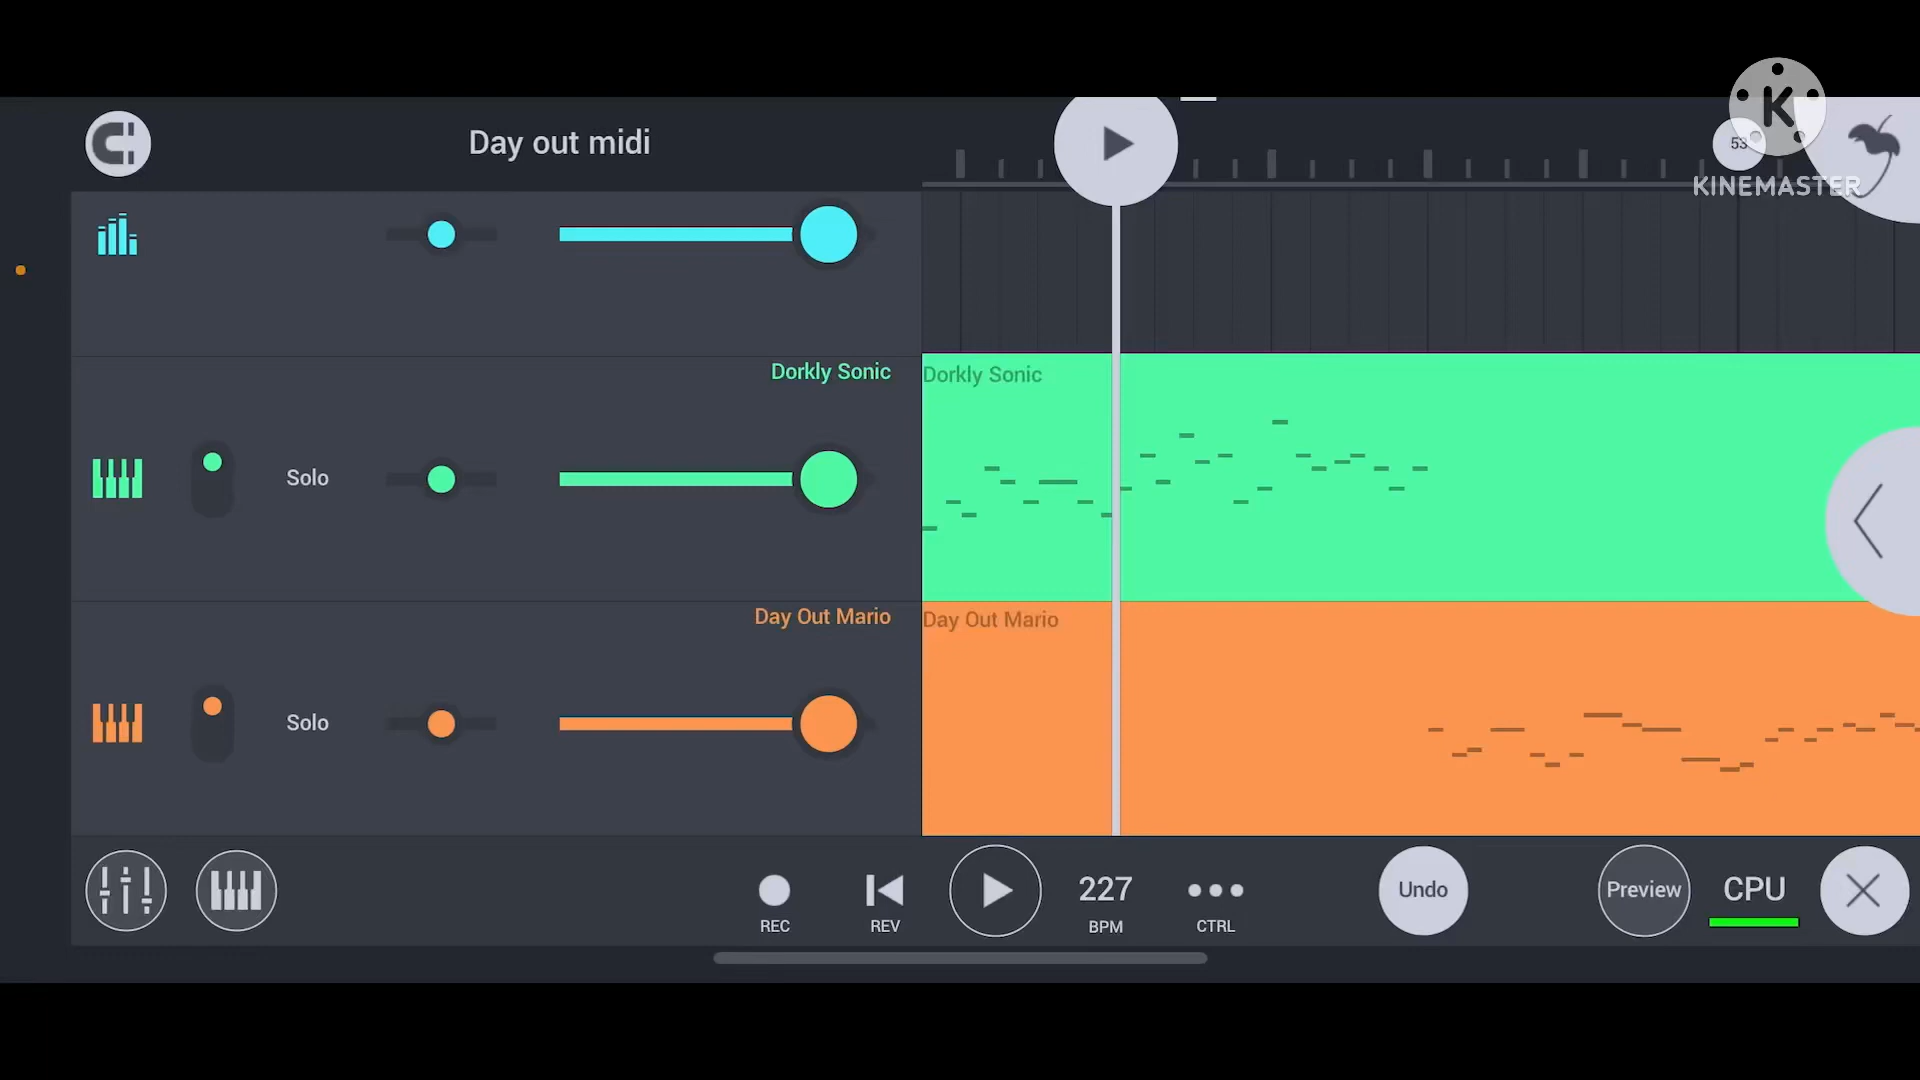 Day out midi
53
K
KINEMASTER
Dorkly Sonic
Dorkly Sonic
Solo
Day Out Mario
Day Out Mario
Solo
REC
REV
227
BPM
CTRL
Undo
Preview
CPU